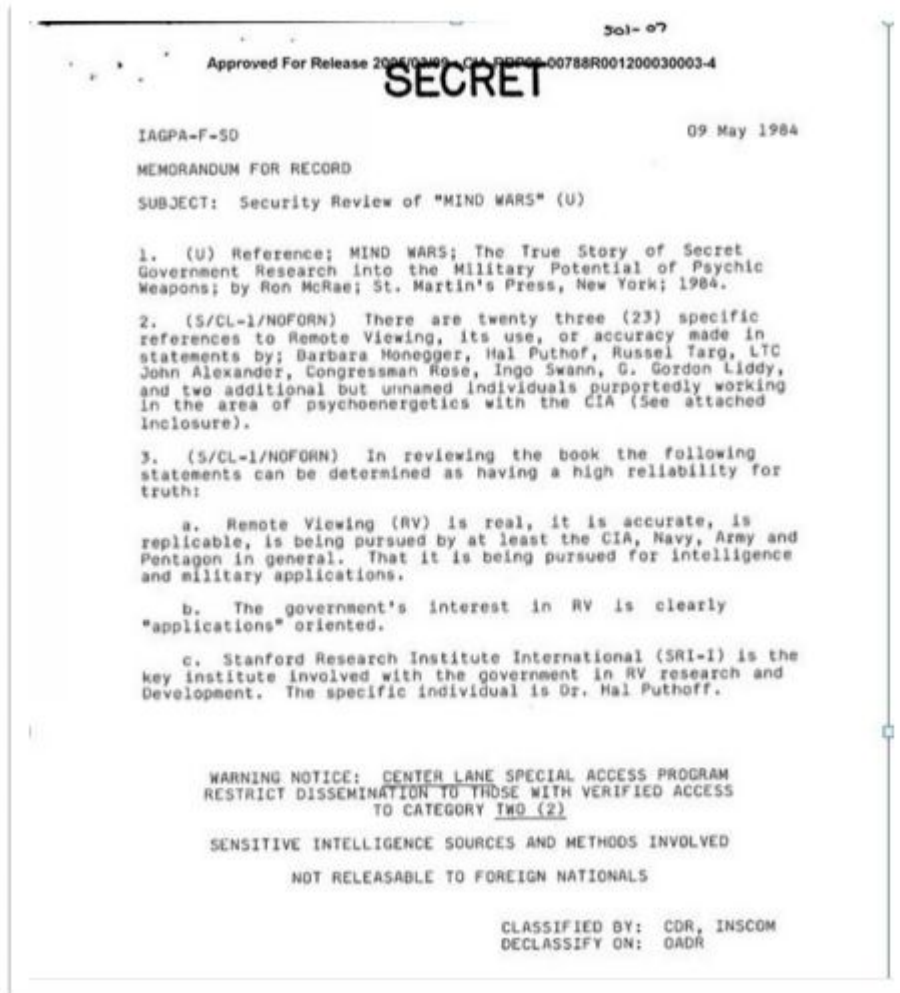 SO1-07
Approved For Release 2005/03/09 : CIA-RDP96-00788R001200030003-4
SECRET
IAGPA-F-SD 09 May 1984
MEMORANDUM FOR RECORD
SUBJECT: Security Review of "MIND WARS" (U)
1. (U) Reference; MIND WARS; The True Story of Secret
Government Research into the Military Potential of Psychic
Weapons; by Ron McRae; St. Martin's Press, New York; 1984.
2. (S/CL-1/NOFORN) There are twenty three (23) specific
references to Remote Viewing, its use, or accuracy made in
statements by; Barbara Honegger, Hal Puthof, Russel Targ, LTC
John Alexander, Congressman Rose, Ingo Swann, G. Gordon Liddy,
and two additional but unnamed individuals purportedly working
in the area of psychoenergetics with the CIA (See attached
Inclosure).
3. (S/CL-1/NOFORN) In reviewing the book the following
statements can be determined as having a high reliability for
truth:
a. Remote Viewing (RV) is real, it is accurate, is
replicable, is being pursued by at least the CIA, Navy, Army and
Pentagon in general. That it is being pursued for intelligence
and military applications.
b. The government's interest in RV is clearly
"applications" oriented.
c. Stanford Research Institute International (SRI-I) is the
key institute involved with the government in RV research and
Development. The specific individual is Dr. Hal Puthoff.
WARNING NOTICE: CENTER LANE SPECIAL ACCESS PROGRAM
RESTRICT DISSEMINATION TO THOSE WITH VERIFIED ACCESS
TO CATEGORY TWO (2)
SENSITIVE INTELLIGENCE SOURCES AND METHODS INVOLVED
NOT RELEASABLE TO FOREIGN NATIONALS
CLASSIFIED BY: CDR, INSCOM
DECLASSIFY ON: OADR